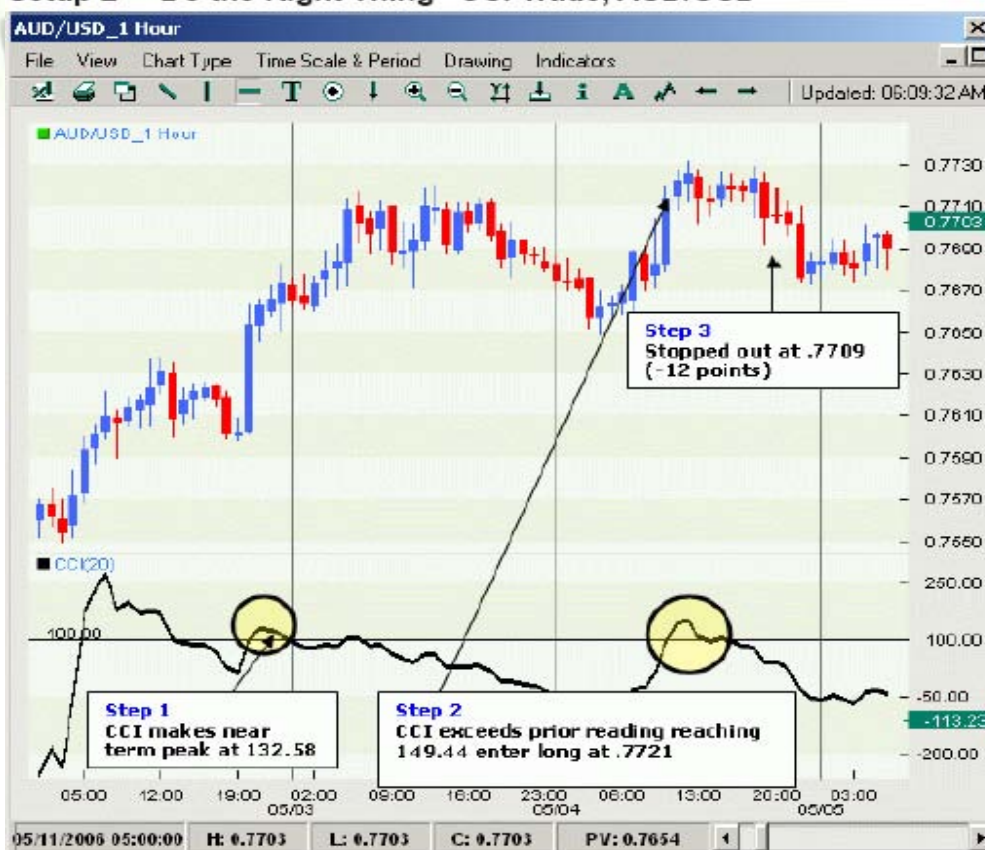 AUD/USD_1 Hour
File View Chart Type Time Scale & Period Drawing Indicators
Updated: 06:09:32 AM
AUD/USD_1 Hour
0.7730
0.7710
0.7703
0.7690
0.7670
0.7650
0.7630
0.7610
0.7590
0.7570
0.7550
Step 3
Stopped out at .7709
(-12 points)
CCI(20)
250.00
100.00
100.00
-50.00
-113.23
-200.00
Step 1
CCI makes near
term peak at 132.58
Step 2
CCI exceeds prior reading reaching
149.44 enter long at .7721
05:00 12:00 19:00 02:00 09:00 16:00 23:00 06:00 13:00 20:00 03:00
05/03 05/04 05/05
05/11/2006 05:00:00 H: 0.7703 L: 0.7703 C: 0.7703 PV: 0.7654